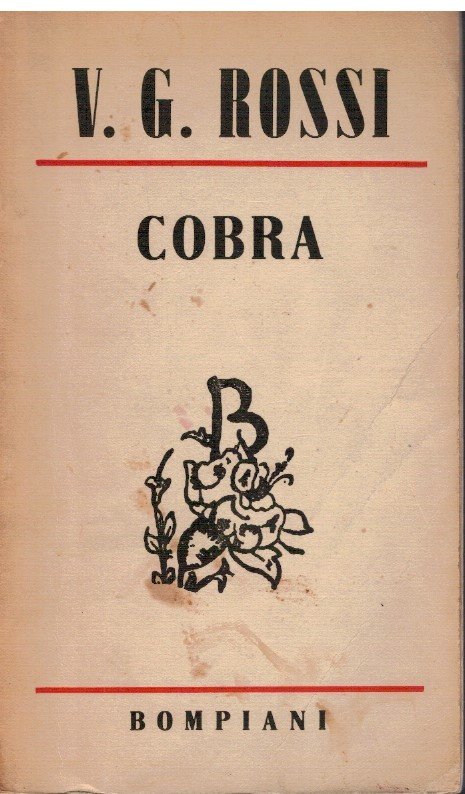 V. G. ROSSI
COBRA
B
BOMPIANI